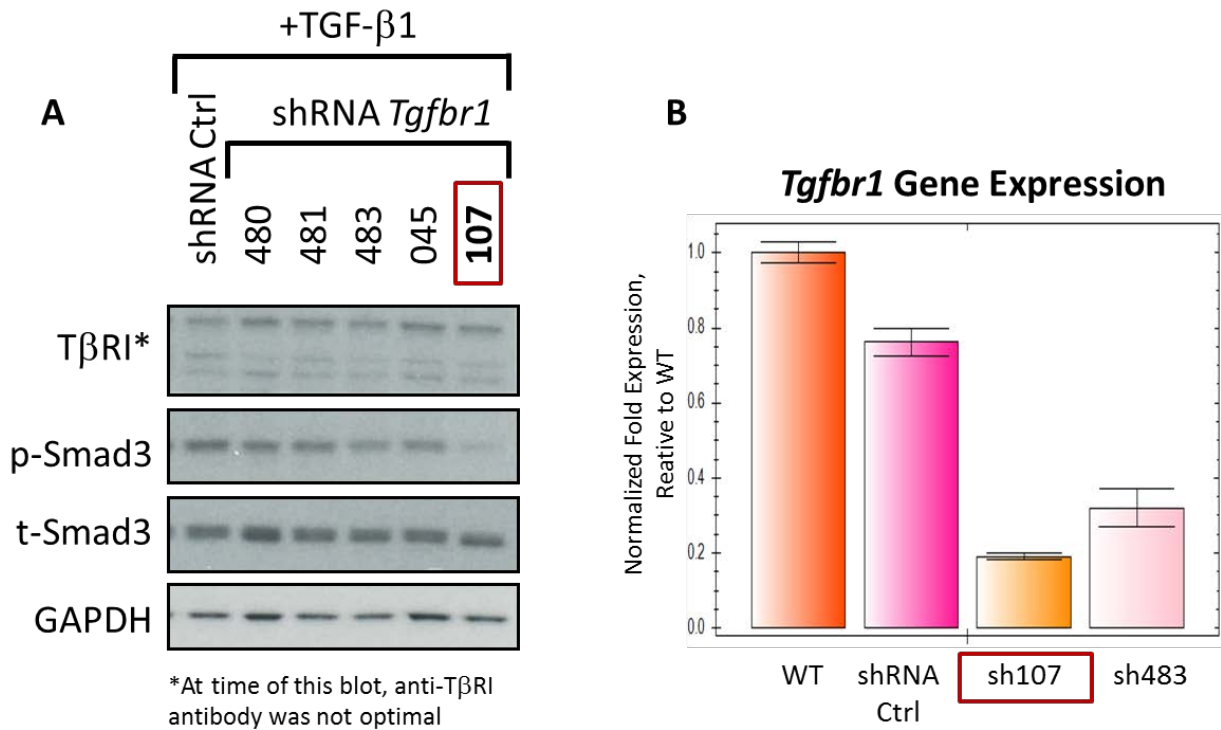 +TGF-β1
A
shRNA Ctrl
shRNA Tgfbr1
480
481
483
045
107
TβRI*
p-Smad3
t-Smad3
GAPDH
*At time of this blot, anti-TβRI
antibody was not optimal
B
Tgfbr1 Gene Expression
Normalized Fold Expression,
Reative to WT
1.0
0.8
0.6
0.4
0.2
0.0
WT
shRNA
Ctrl
sh107
sh483